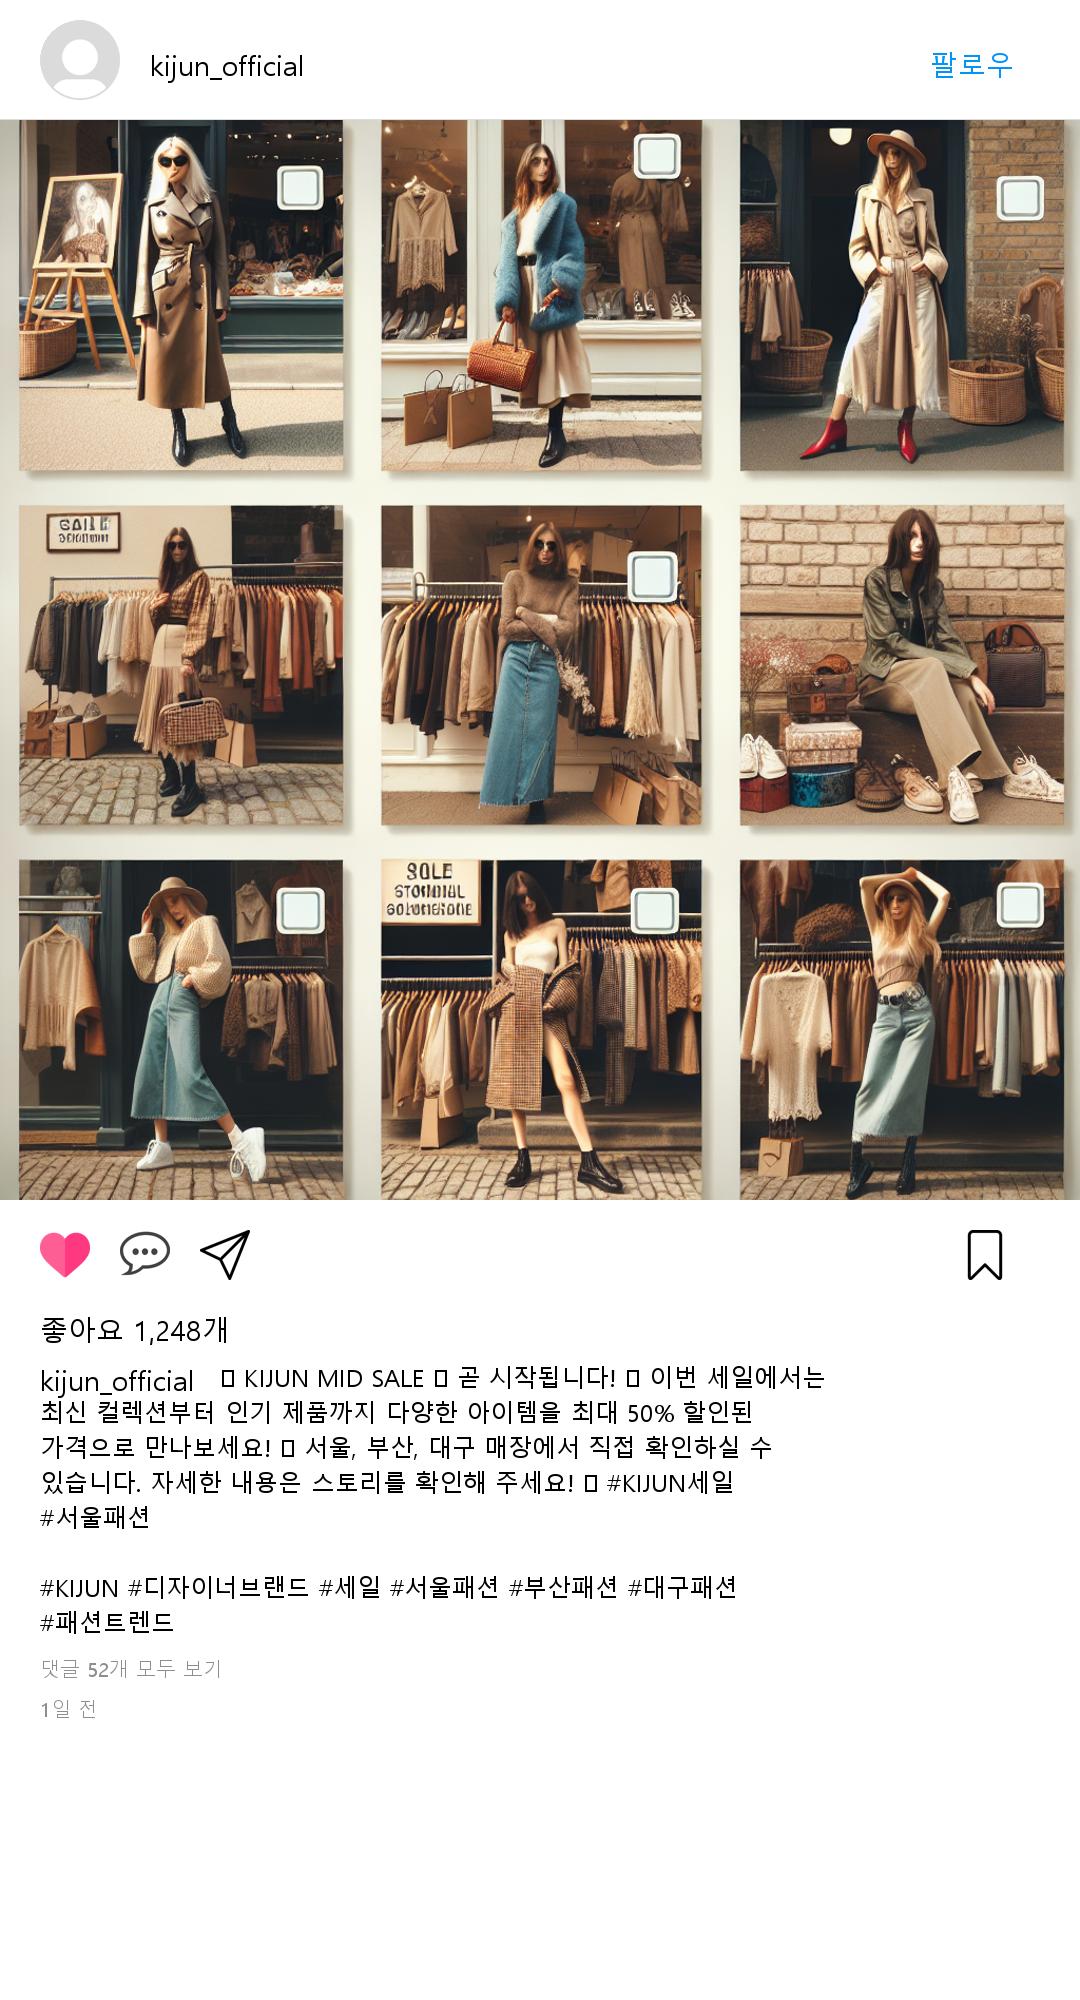 kijun_official
팔로우
SOLE
좋아요 1,248개
kijun_official ▯ KIJUN MID SALE ▯ 곧 시작됩니다! ▯ 이번 세일에서는
최신 컬렉션부터 인기 제품까지 다양한 아이템을 최대 50% 할인된
가격으로 만나보세요! ▯ 서울, 부산, 대구 매장에서 직접 확인하실 수
있습니다. 자세한 내용은 스토리를 확인해 주세요! ▯ #KIJUN세일
#서울패션
#KIJUN #디자이너브랜드 #세일 #서울패션 #부산패션 #대구패션
#패션트렌드
댓글 52개 모두 보기
1일 전